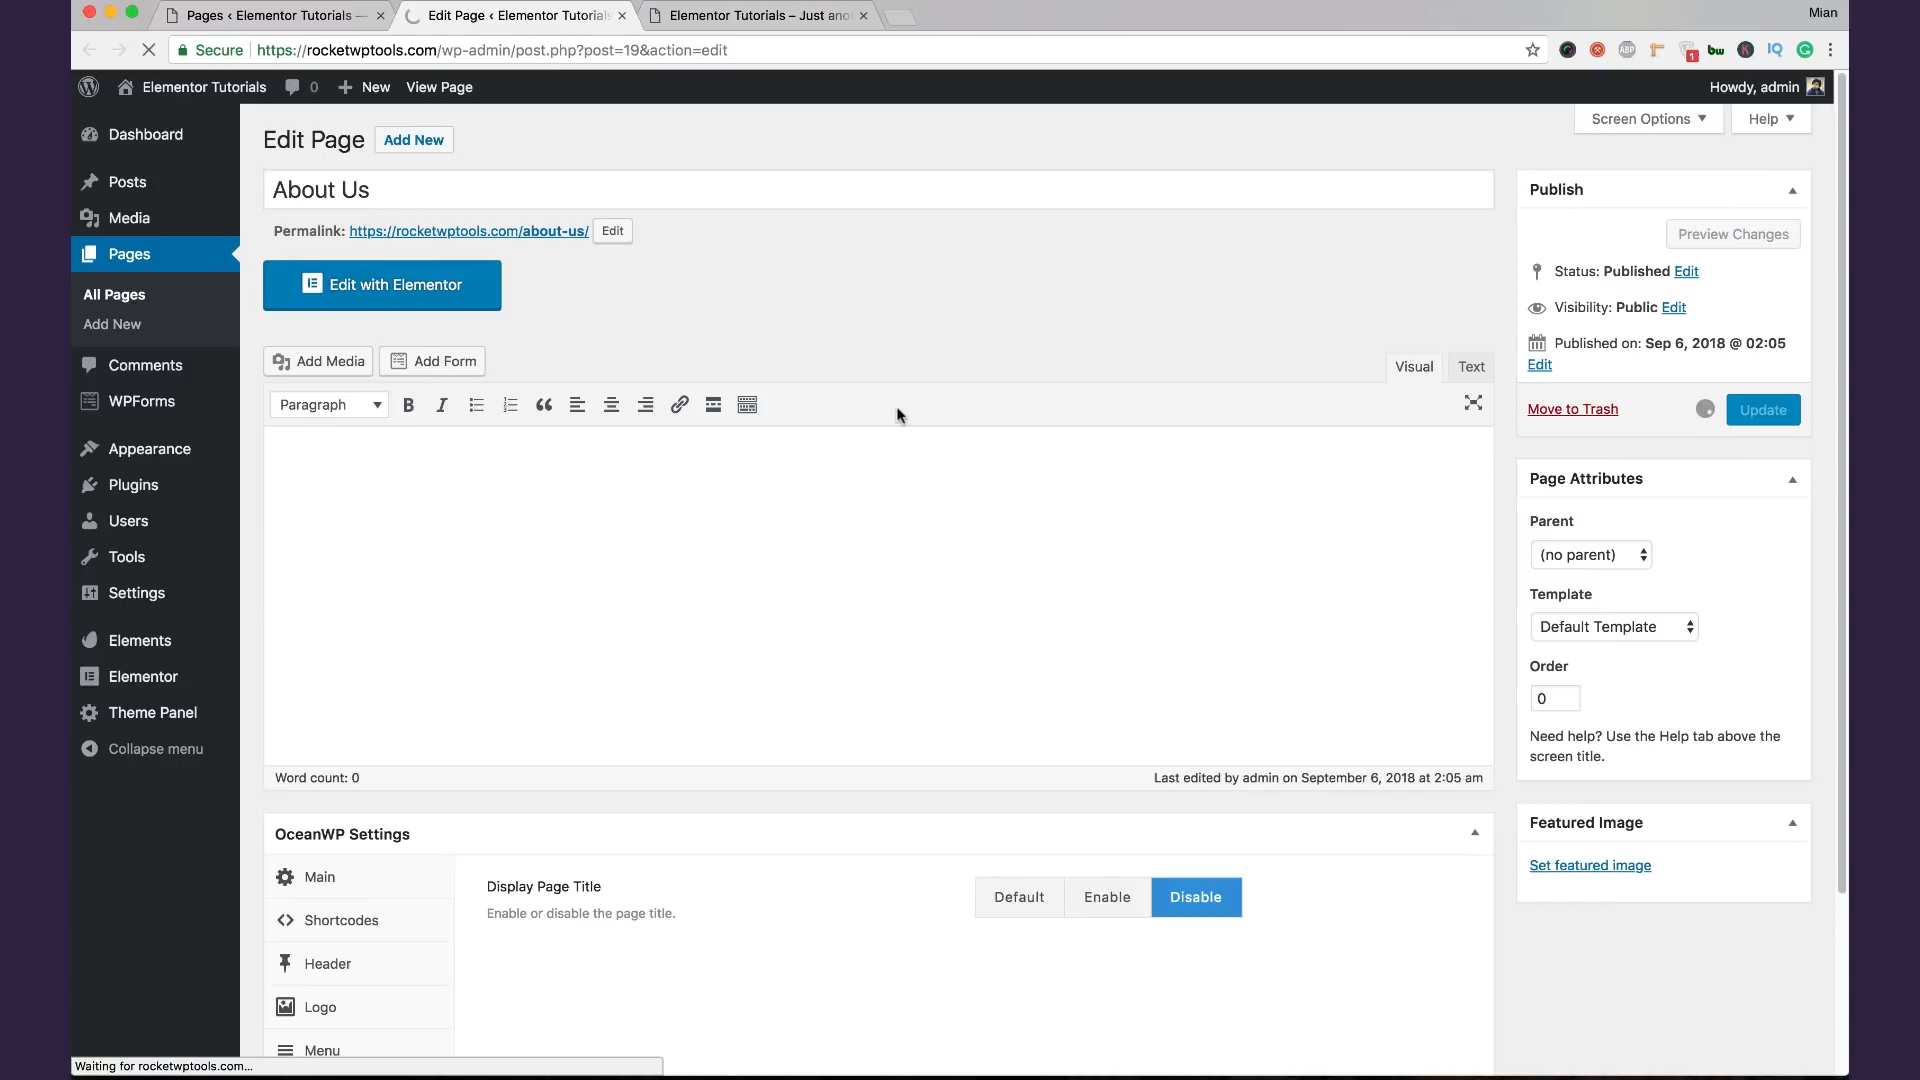 Pages ‹ Elementor Tutorials —
Edit Page ‹ Elementor Tutorials
Elementor Tutorials – Just ano
Mian
Secure
https://rocketwptools.com/wp-admin/post.php?post=19&action=edit
ABP
1
bw
K
IQ
Elementor Tutorials
0
New
View Page
Howdy, admin
Dashboard
Posts
Media
Pages
All Pages
Add New
Comments
WPForms
Appearance
Plugins
Users
Tools
Settings
Elements
Elementor
Theme Panel
Collapse menu
Screen Options
Help
Edit Page
Add New
About Us
Permalink: https://rocketwptools.com/about-us/
Edit
Edit with Elementor
Add Media
Add Form
Visual
Text
Paragraph
B
I
Word count: 0
Last edited by admin on September 6, 2018 at 2:05 am
OceanWP Settings
Main
Shortcodes
Header
Logo
Menu
Display Page Title
Enable or disable the page title.
Default
Enable
Disable
Publish
Preview Changes
Status: Published Edit
Visibility: Public Edit
Published on: Sep 6, 2018 @ 02:05
Edit
Move to Trash
Update
Page Attributes
Parent
(no parent)
Template
Default Template
Order
0
Need help? Use the Help tab above the
screen title.
Featured Image
Set featured image
Waiting for rocketwptools.com...